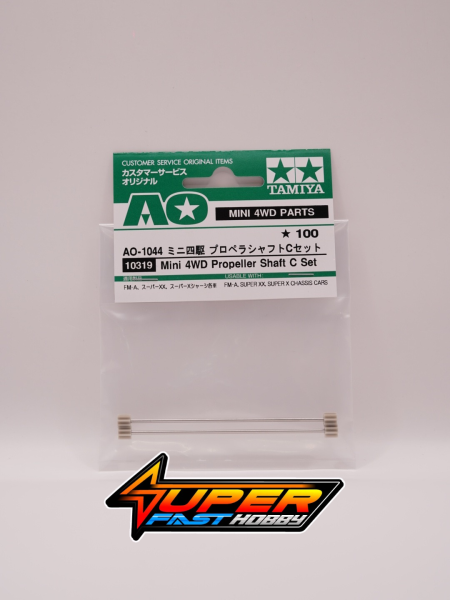 CUSTOMER SERVICE ORIGINAL ITEMS
カスタマーサービス
オリジナル
TAMIYA
AO
MINI 4WD PARTS
★ 100
AO-1044 ミニ四駆 プロペラシャフトCセット
10319 Mini 4WD Propeller Shaft C Set
USABLE WITH:
FM-A、スーパーXX、スーパーXシャーシ各車 FM-A, SUPER XX, SUPER X CHASSIS CARS
SUPER
FAST HOBBY